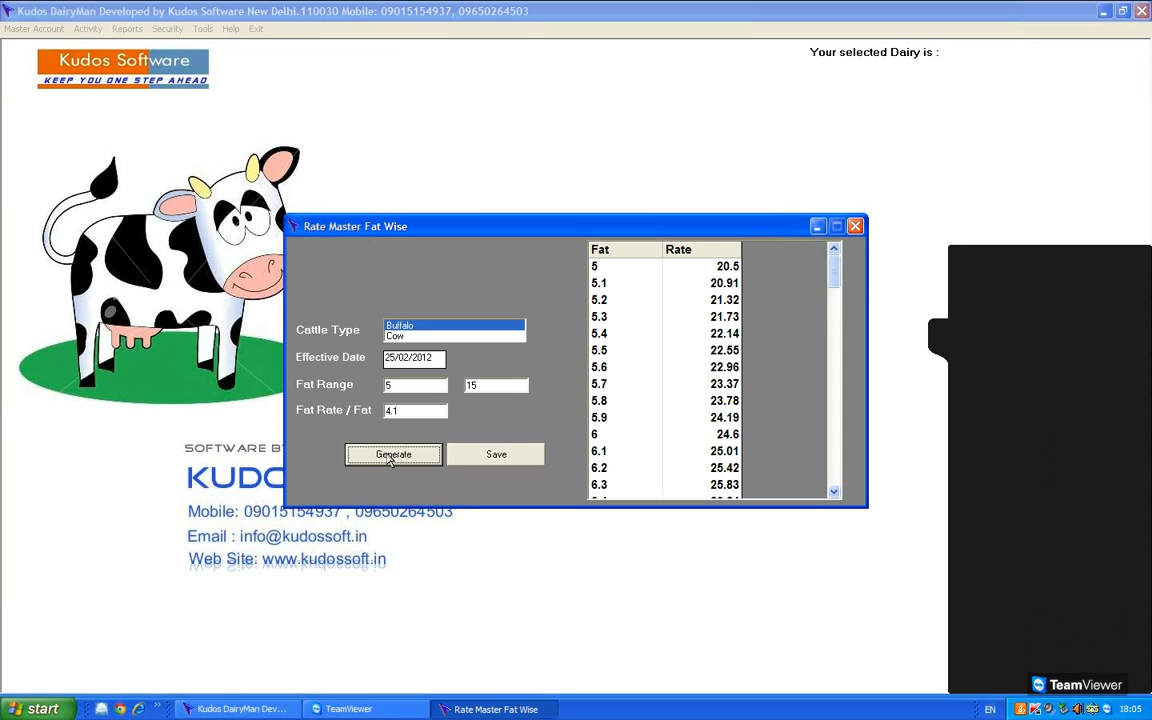 Kudos DairyMan Developed by Kudos Software New Delhi.110030 Mobile: 09015154937, 09650264503
Master Account Activity Reports Security Tools Help Exit
Kudos Software
KEEP YOU ONE STEP AHEAD
Your selected Dairy is :
Rate Master Fat Wise
Cattle Type
Buffalo
Cow
Effective Date 25/02/2012
Fat Range 5 15
Fat Rate / Fat 4.1
Generate Save
Fat Rate
5 20.5
5.1 20.91
5.2 21.32
5.3 21.73
5.4 22.14
5.5 22.55
5.6 22.96
5.7 23.37
5.8 23.78
5.9 24.19
6 24.6
6.1 25.01
6.2 25.42
6.3 25.83
SOFTWARE BY
KUDO
Mobile: 09015154937 , 09650264503
Email : info@kudossoft.in
Web Site: www.kudossoft.in
TeamViewer
start Kudos DairyMan Dev... TeamViewer Rate Master Fat Wise EN 18:05